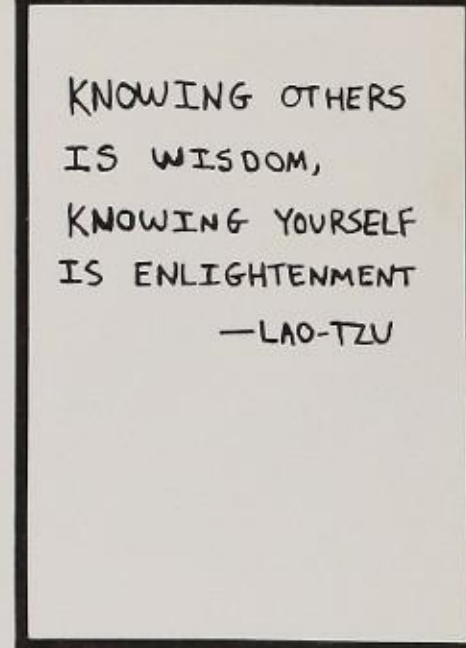 KNOWING OTHERS
IS WISDOM,
KNOWING YOURSELF
IS ENLIGHTENMENT
—LAO-TZU